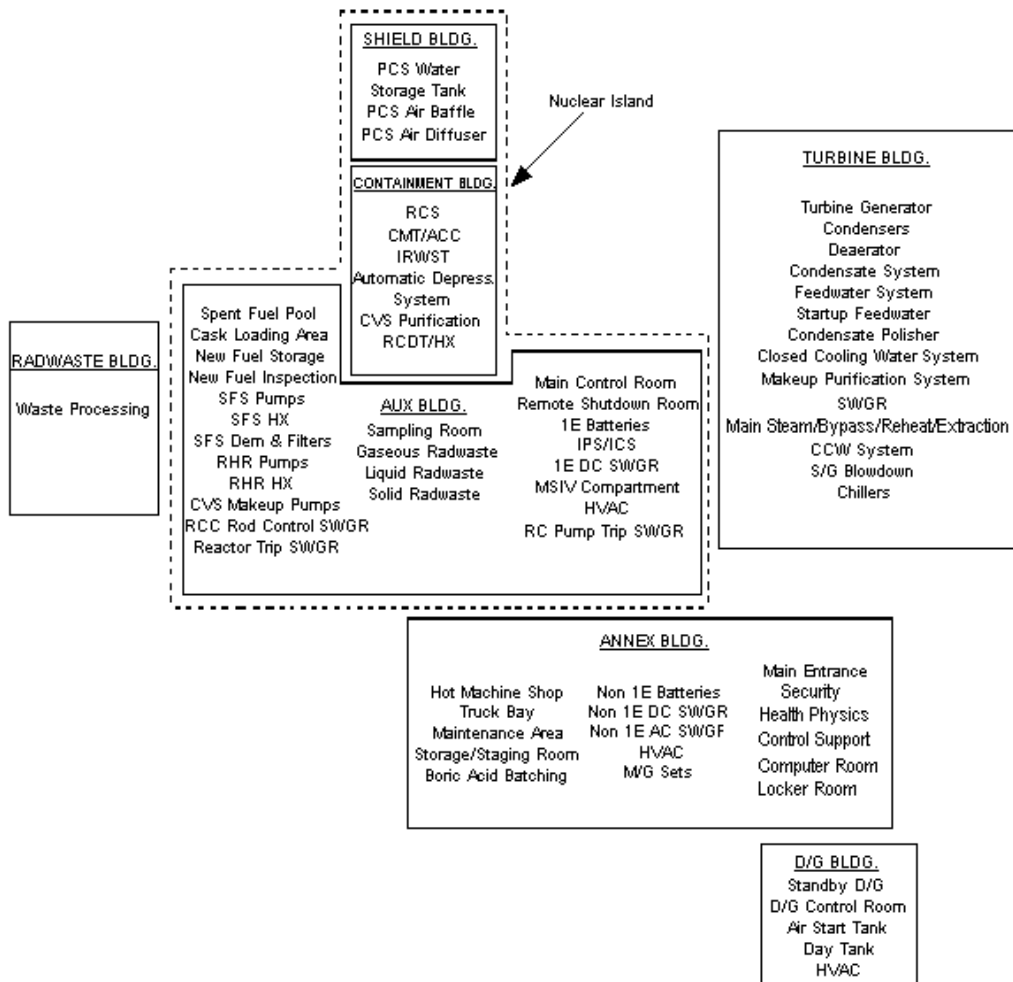 SHIELD BLDG.
PCS Water
Storage Tank
PCS Air Baffle
PCS Air Diffuser
Nuclear Island
CONTAINMENT BLDG.
RCS
CMT/ACC
IRWST
Automatic Depress.
System
CVS Purification
RCDT/HX
TURBINE BLDG.
Turbine Generator
Condensers
Deaerator
Condensate System
Feedwater System
Startup Feedwater
Condensate Polisher
Closed Cooling Water System
Makeup Purification System
SWGR
Main Steam/Bypass/Reheat/Extraction
CCW System
S/G Blowdown
Chillers
RADWASTE BLDG.
Waste Processing
Spent Fuel Pool
Cask Loading Area
New Fuel Storage
New Fuel Inspection
SFS Pumps
SFS HX
SFS Dem & Filters
RHR Pumps
RHR HX
CVS Makeup Pumps
RCC Rod Control SWGR
Reactor Trip SWGR
AUX BLDG.
Sampling Room
Gaseous Radwaste
Liquid Radwaste
Solid Radwaste
Main Control Room
Remote Shutdown Room
1E Batteries
IPS/ICS
1E DC SWGR
MSIV Compartment
HVAC
RC Pump Trip SWGR
ANNEX BLDG.
Hot Machine Shop
Truck Bay
Maintenance Area
Storage/Staging Room
Boric Acid Batching
Non 1E Batteries
Non 1E DC SWGR
Non 1E AC SWGF
HVAC
M/G Sets
Main Entrance
Security
Health Physics
Control Support
Computer Room
Locker Room
D/G BLDG.
Standby D/G
D/G Control Room
Air Start Tank
Day Tank
HVAC